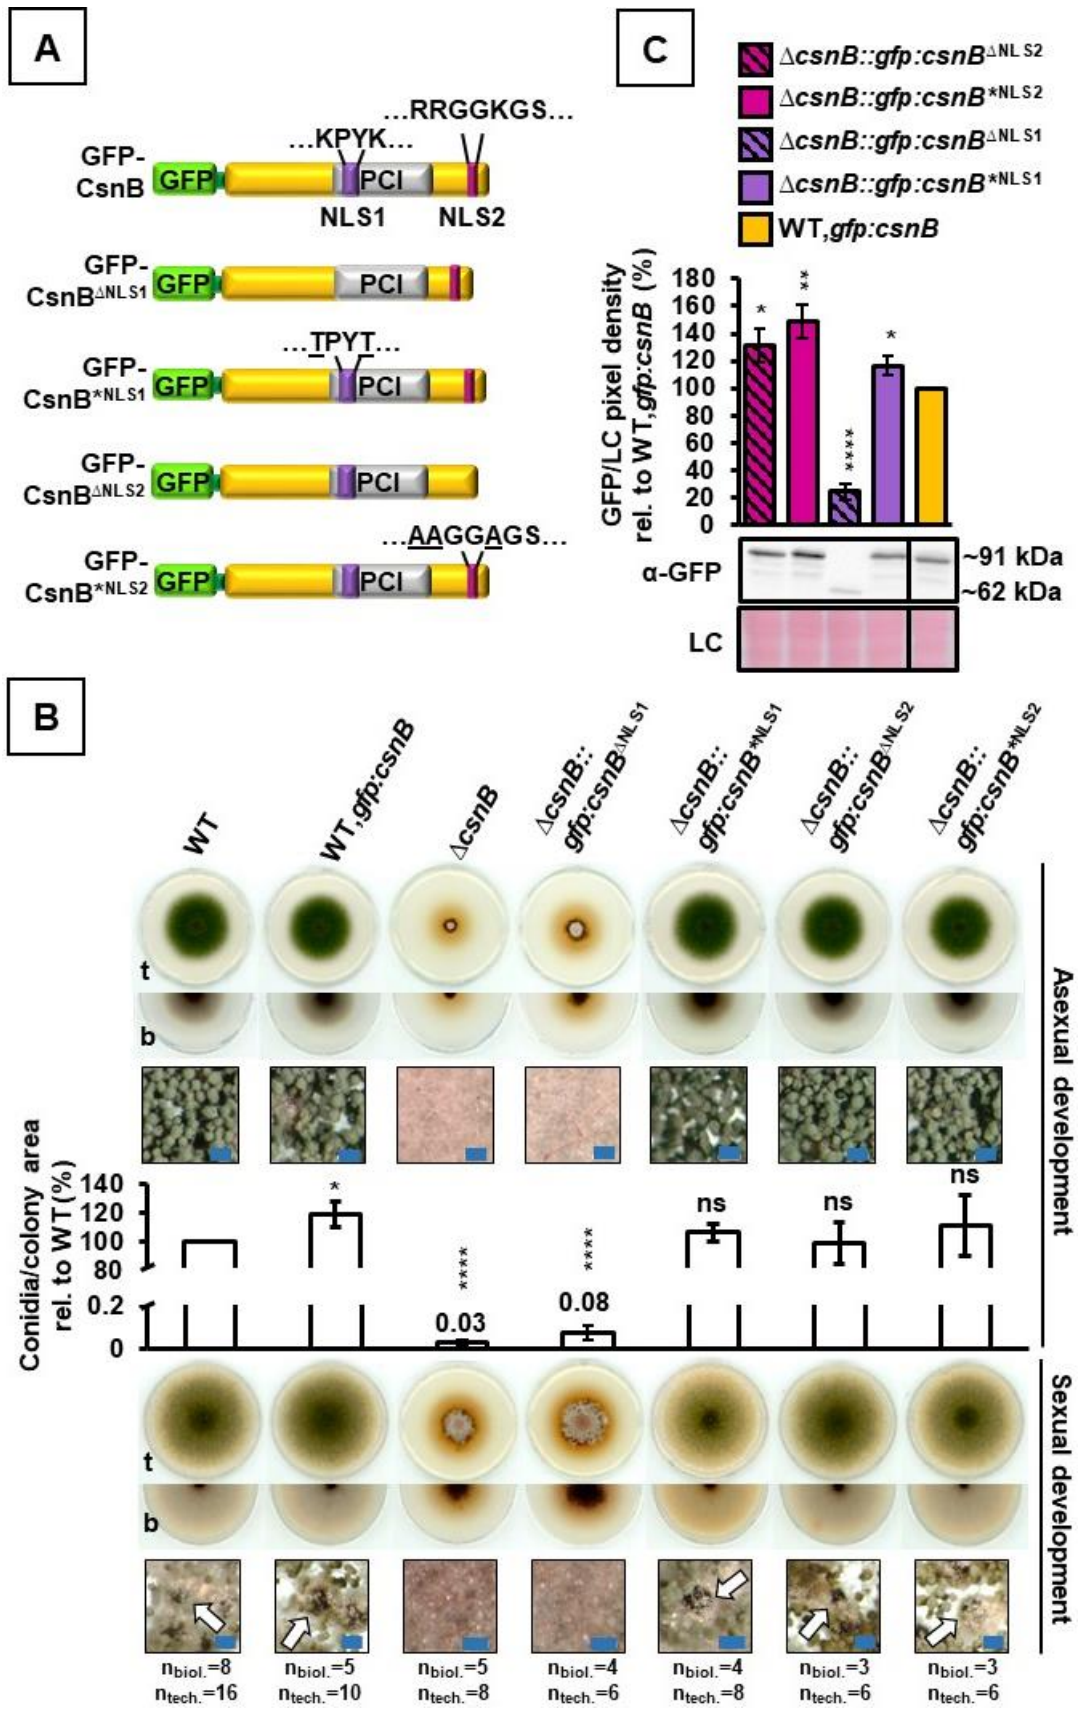 A
...RRGGKGS...
...KPYK...
GFP-
CsnB
GFP
PCI
NLS1
NLS2
GFP-
CsnBΔNLS1
GFP
PCI
...TPYT...
GFP-
CsnB*NLS1
GFP
PCI
GFP-
CsnBΔNLS2
GFP
PCI
...AAGGAGS...
GFP-
CsnB*NLS2
GFP
PCI
C
ΔcsnB::gfp:csnBΔNLS2
ΔcsnB::gfp:csnB*NLS2
ΔcsnB::gfp:csnBΔNLS1
ΔcsnB::gfp:csnB*NLS1
WT,gfp:csnB
GFP/LC pixel density
rel. to WT,gfp:csnB (%)
180
160
140
120
100
80
60
40
20
0
*
**
****
*
α-GFP
~91 kDa
~62 kDa
LC
B
WT
WT,gfp:csnB
ΔcsnB
ΔcsnB::
gfp:csnBΔNLS1
ΔcsnB::
gfp:csnB*NLS1
ΔcsnB::
gfp:csnBΔNLS2
ΔcsnB::
gfp:csnB*NLS2
t
b
Asexual development
Conidia/colony area
rel. to WT (%)
140
120
100
80
0.2
0
*
****
0.03
****
0.08
ns
ns
ns
t
b
Sexual development
nbiol.=8 nbiol.=5 nbiol.=5 nbiol.=4 nbiol.=4 nbiol.=3 nbiol.=3
ntech.=16 ntech.=10 ntech.=8 ntech.=6 ntech.=8 ntech.=6 ntech.=6